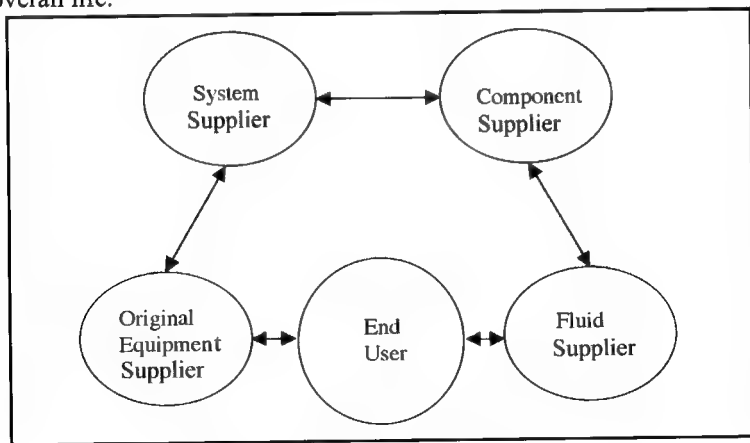 overall life.
System
Supplier
Component
Supplier
Original
Equipment
Supplier
End
User
Fluid
Supplier